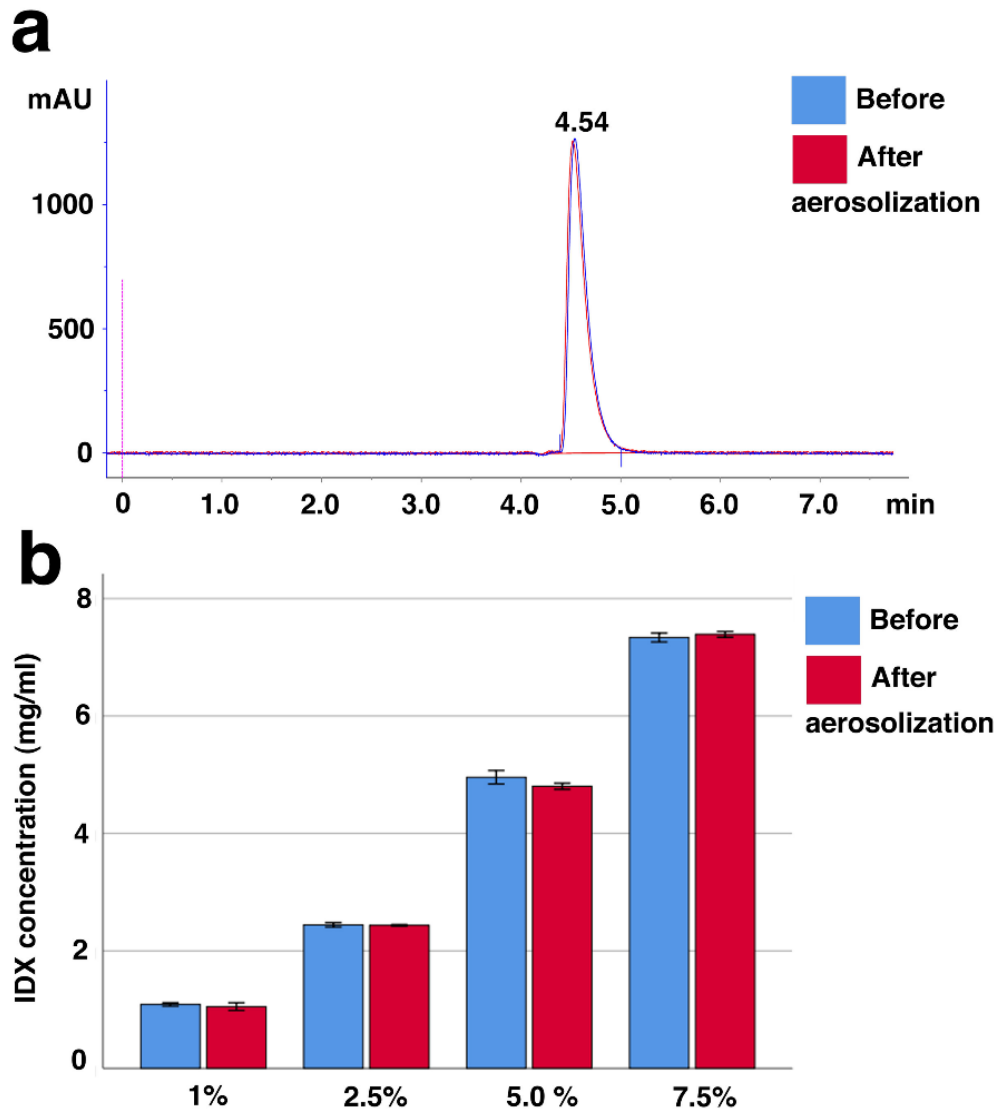 a
mAU
4.54
Before
After
aerosolization
1000
500
0
0 1.0 2.0 3.0 4.0 5.0 6.0 7.0 min
b
IDX concentration (mg/ml)
8
6
4
2
0
Before
After
aerosolization
1% 2.5% 5.0 % 7.5%